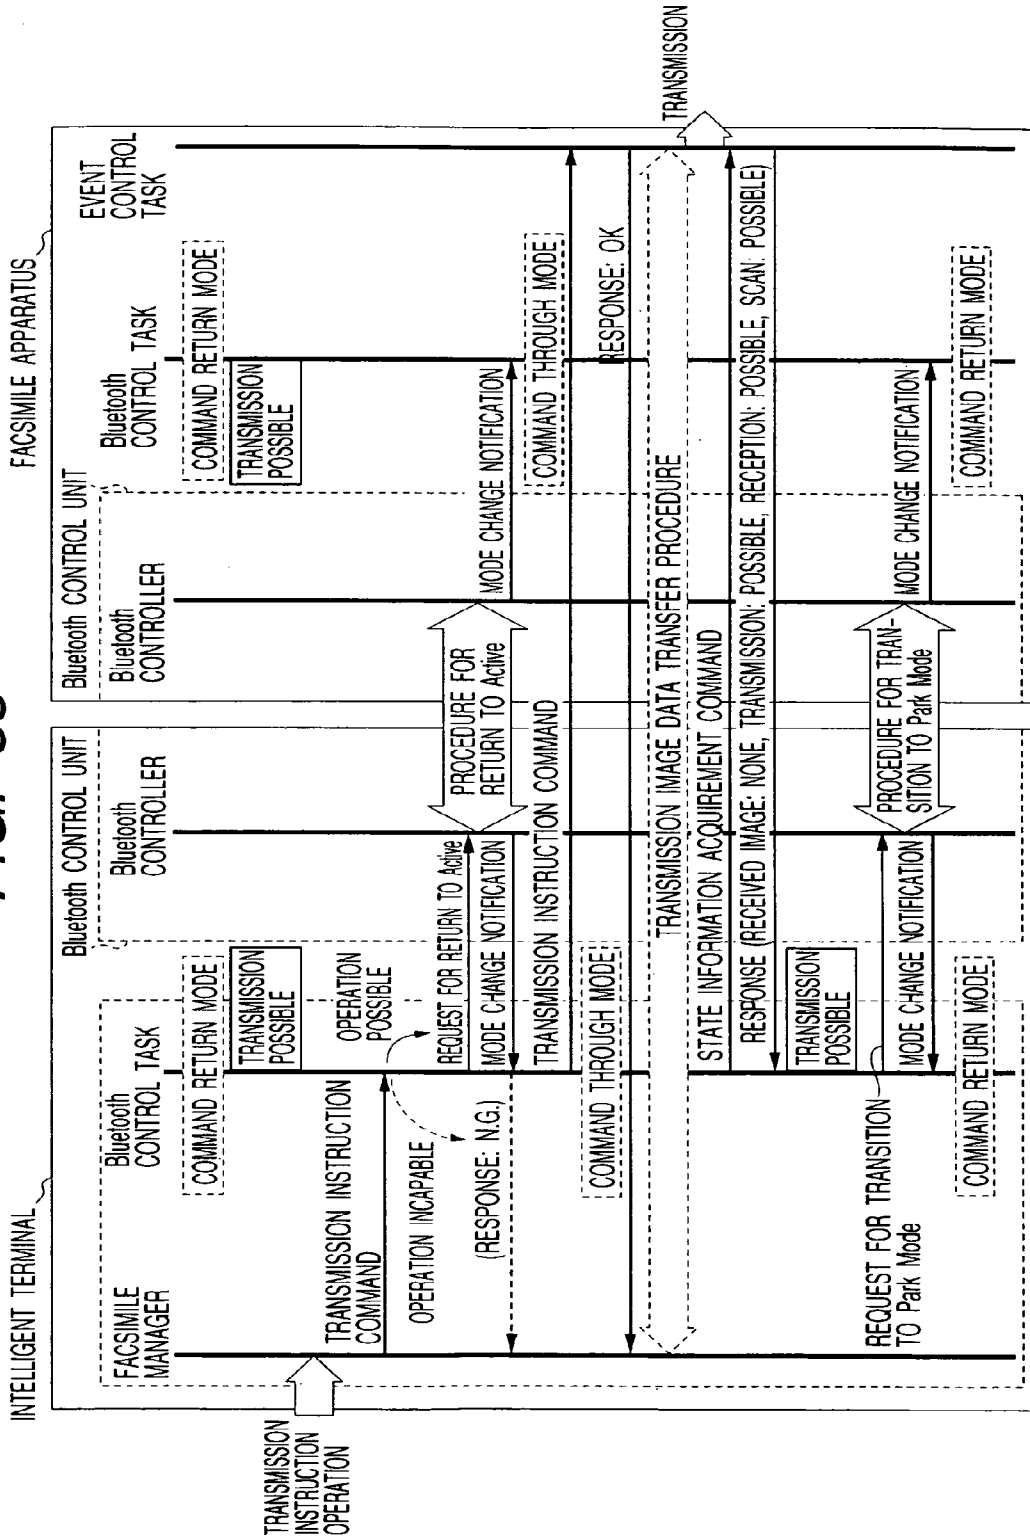 INTELLIGENT TERMINAL
FACSIMILE APPARATUS
Bluetooth CONTROL UNIT
Bluetooth CONTROL UNIT
FACSIMILE
MANAGER
Bluetooth
CONTROL TASK
Bluetooth
CONTROLLER
Bluetooth
CONTROLLER
Bluetooth
CONTROL TASK
EVENT
CONTROL
TASK
COMMAND RETURN MODE
COMMAND RETURN MODE
TRANSMISSION
POSSIBLE
TRANSMISSION
POSSIBLE
TRANSMISSION
INSTRUCTION
OPERATION
TRANSMISSION INSTRUCTION
COMMAND
OPERATION
POSSIBLE
OPERATION INCAPABLE
REQUEST FOR RETURN TO Active
PROCEDURE FOR
RETURN TO Active
(RESPONSE: N.G.)
MODE CHANGE NOTIFICATION
MODE CHANGE NOTIFICATION
TRANSMISSION INSTRUCTION COMMAND
COMMAND THROUGH MODE
COMMAND THROUGH MODE
RESPONSE: OK
TRANSMISSION IMAGE DATA TRANSFER PROCEDURE
TRANSMISSION
STATE INFORMATION ACQUIREMENT COMMAND
RESPONSE (RECEIVED IMAGE: NONE, TRANSMISSION: POSSIBLE, RECEPTION: POSSIBLE, SCAN: POSSIBLE)
TRANSMISSION
POSSIBLE
REQUEST FOR TRANSITION
TO Park Mode
PROCEDURE FOR TRAN-
SITION TO Park Mode
MODE CHANGE NOTIFICATION
MODE CHANGE NOTIFICATION
COMMAND RETURN MODE
COMMAND RETURN MODE